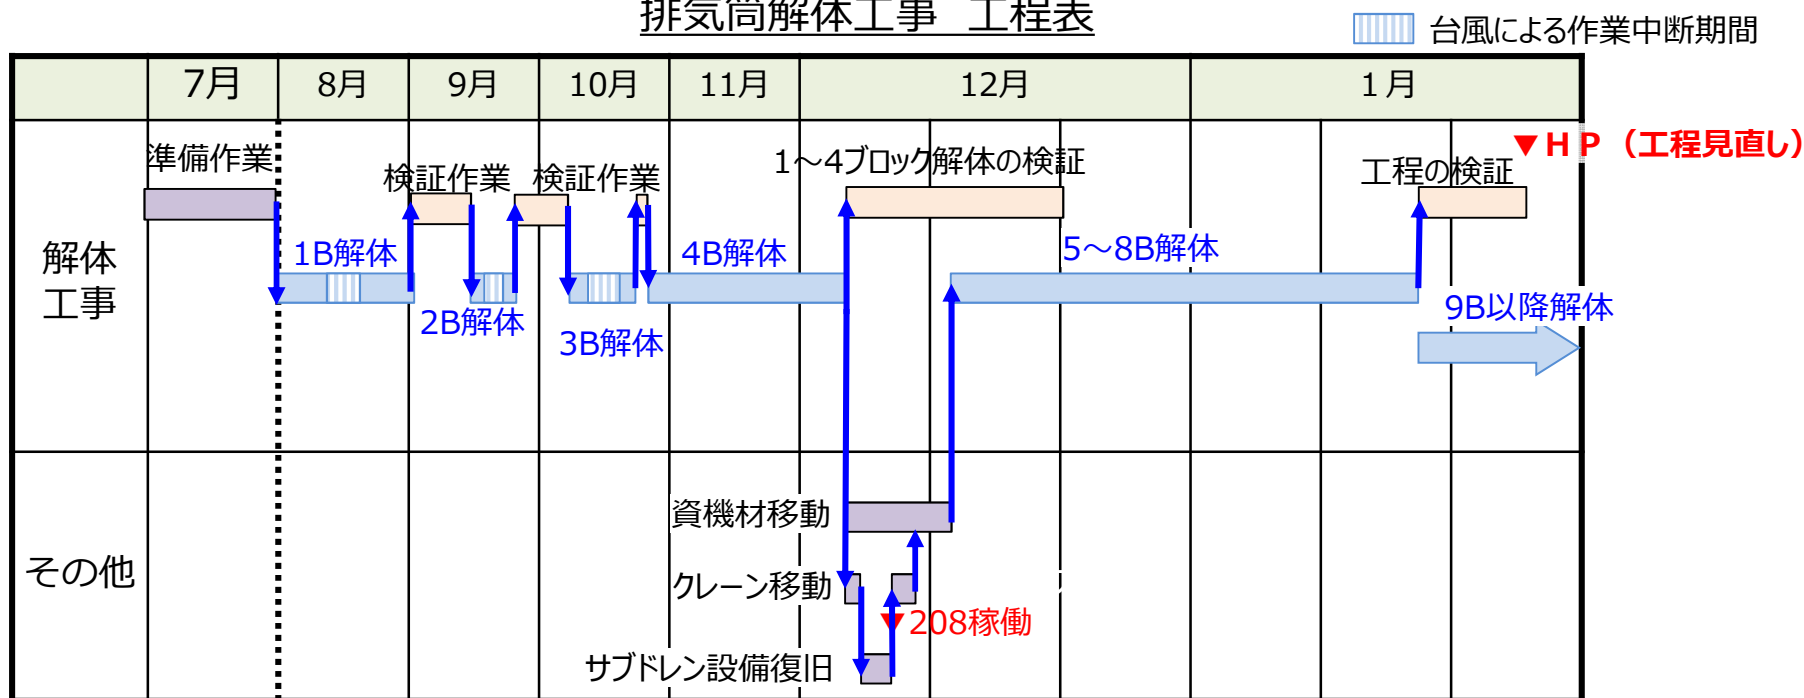 排気筒解体工事　工程表
台風による作業中断期間
7月 8月 9月 10月 11月 12月 1月
▼ＨＰ（工程見直し）
準備作業 検証作業 検証作業 1～4ブロック解体の検証 工程の検証
解体
工事
1B解体 4B解体 5～8B解体
2B解体
3B解体
9B以降解体
その他
資機材移動
クレーン移動
▼208稼働
サブドレン設備復旧